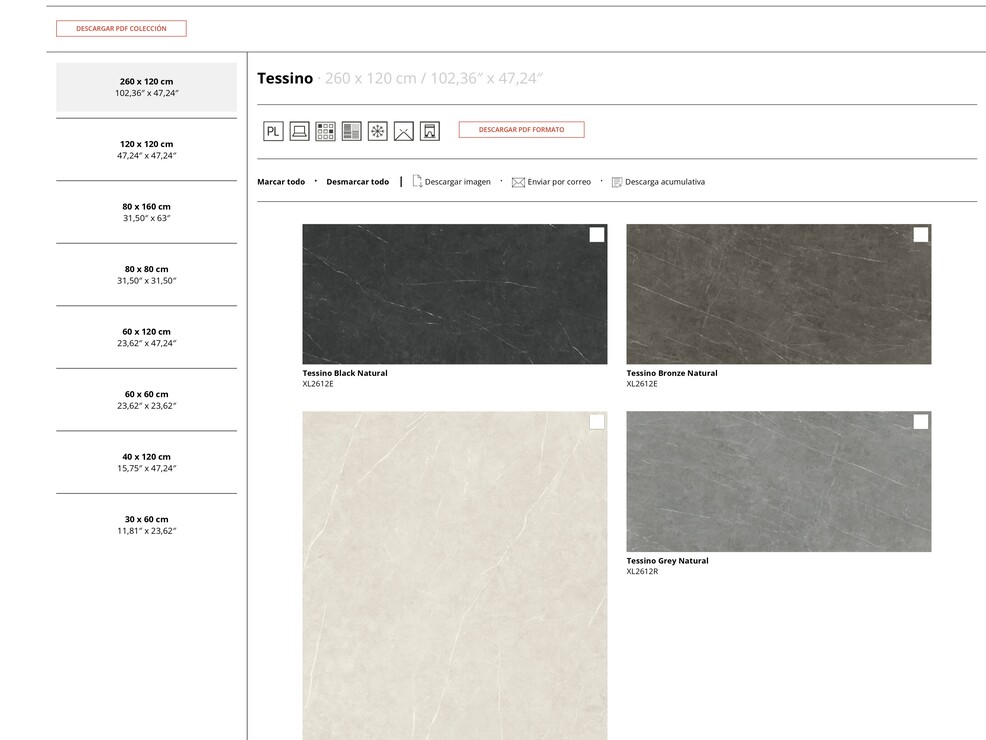 DESCARGAR PDF COLECCIÓN
260 x 120 cm
102,36″ x 47,24″
120 x 120 cm
47,24″ x 47,24″
80 x 160 cm
31,50″ x 63″
80 x 80 cm
31,50″ x 31,50″
60 x 120 cm
23,62″ x 47,24″
60 x 60 cm
23,62″ x 23,62″
40 x 120 cm
15,75″ x 47,24″
30 x 60 cm
11,81″ x 23,62″
Tessino · 260 x 120 cm / 102,36″ x 47,24″
PL
DESCARGAR PDF FORMATO
Marcar todo · Desmarcar todo | Descargar imagen · Enviar por correo · Descarga acumulativa
Tessino Black Natural
XL2612E
Tessino Bronze Natural
XL2612E
Tessino Grey Natural
XL2612R